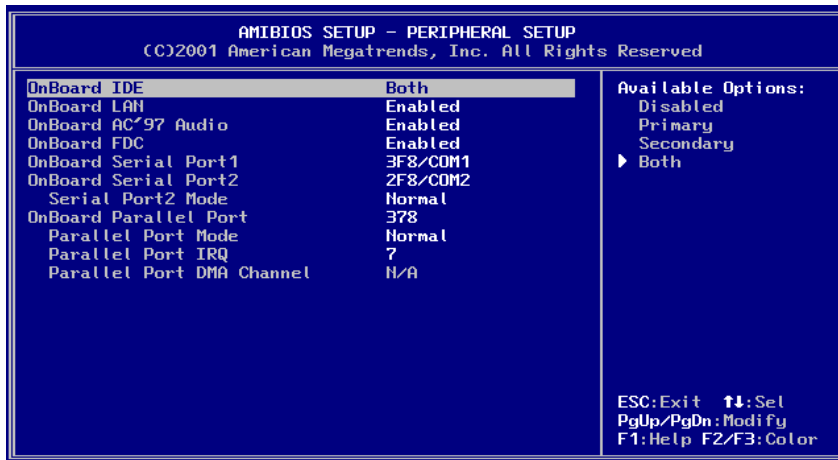 AMIBIOS SETUP - PERIPHERAL SETUP
(C)2001 American Megatrends, Inc. All Rights Reserved
OnBoard IDE Both
OnBoard LAN Enabled
OnBoard AC´97 Audio Enabled
OnBoard FDC Enabled
OnBoard Serial Port1 3F8/COM1
OnBoard Serial Port2 2F8/COM2
Serial Port2 Mode Normal
OnBoard Parallel Port 378
Parallel Port Mode Normal
Parallel Port IRQ 7
Parallel Port DMA Channel N/A
Available Options:
Disabled
Primary
Secondary
▶ Both
ESC:Exit ↑↓:Sel
PgUp/PgDn:Modify
F1:Help F2/F3:Color